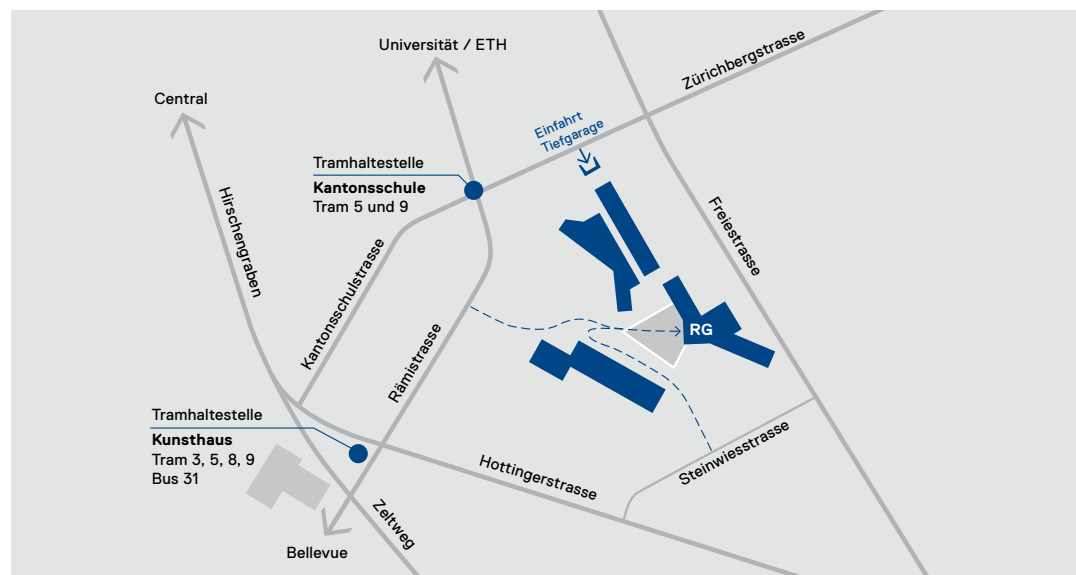 Universität / ETH
Zürichbergstrasse
Central
Einfahrt
Tiefgarage
Tramhaltestelle
Kantonsschule
Tram 5 und 9
Hirschengraben
Freiestrasse
Kantonsschulstrasse
RG
Rämistrasse
Tramhaltestelle
Kunsthaus
Tram 3, 5, 8, 9
Bus 31
Steinwiesstrasse
Hottingerstrasse
Zeltweg
Bellevue